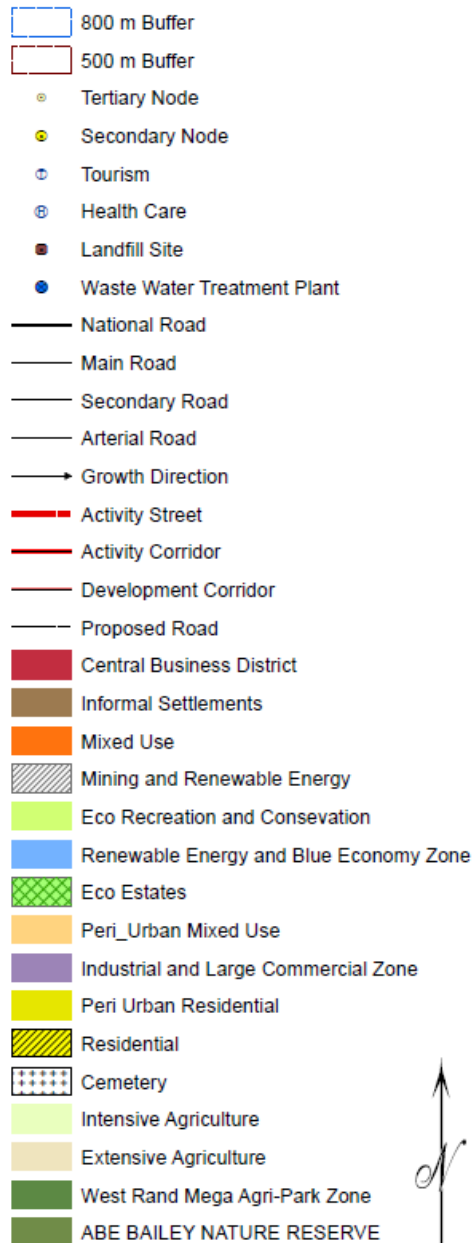 800 m Buffer
500 m Buffer
Tertiary Node
Secondary Node
Tourism
Health Care
Landfill Site
Waste Water Treatment Plant
National Road
Main Road
Secondary Road
Arterial Road
Growth Direction
Activity Street
Activity Corridor
Development Corridor
Proposed Road
Central Business District
Informal Settlements
Mixed Use
Mining and Renewable Energy
Eco Recreation and Consevation
Renewable Energy and Blue Economy Zone
Eco Estates
Peri_Urban Mixed Use
Industrial and Large Commercial Zone
Peri Urban Residential
Residential
Cemetery
Intensive Agriculture
Extensive Agriculture
N
West Rand Mega Agri-Park Zone
ABE BAILEY NATURE RESERVE